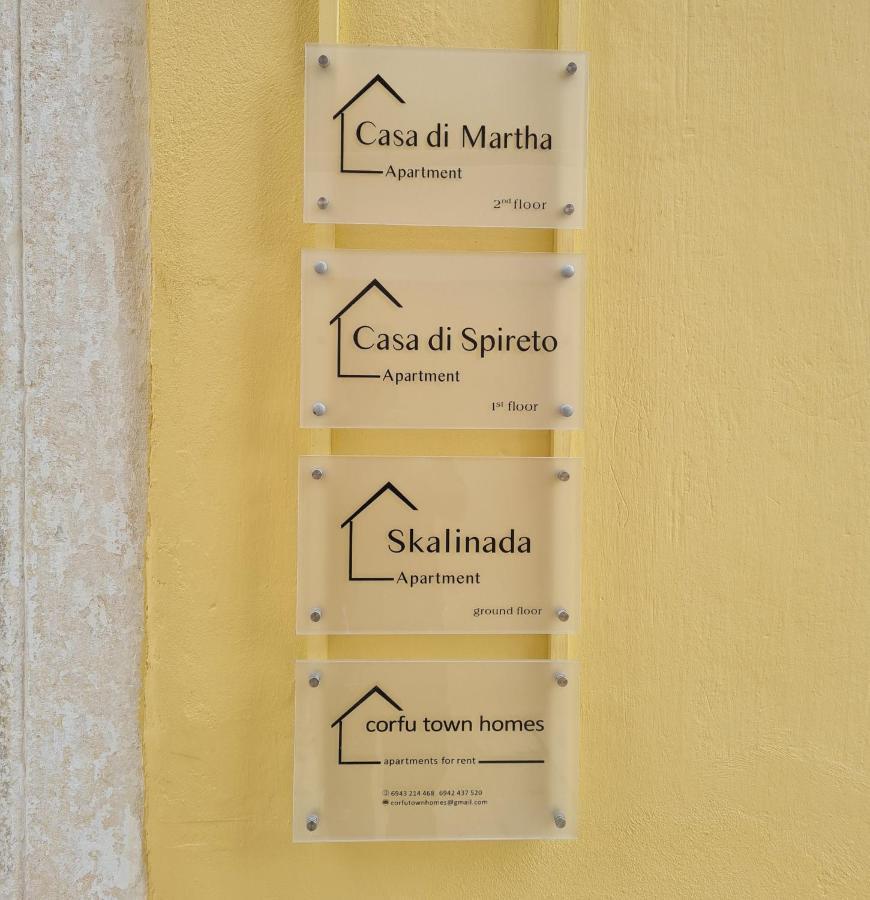 Casa di Martha
Apartment
2nd floor
Casa di Spireto
Apartment
1st floor
Skalinada
Apartment
ground floor
corfu town homes
apartments for rent
6943 214 468 6942 437 520
corfutownhomes@gmail.com